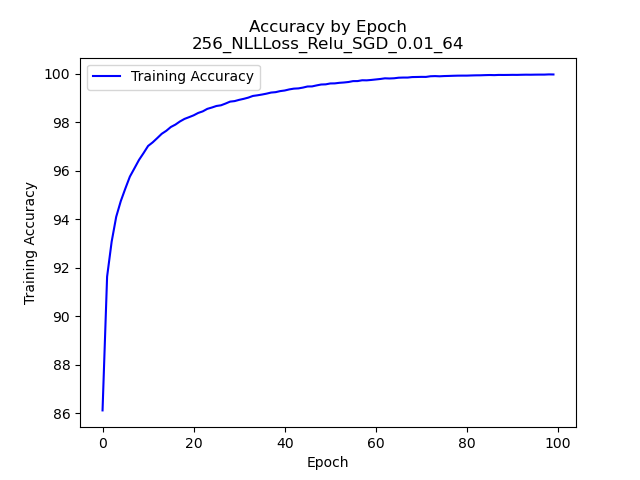 Accuracy by Epoch
256_NLLLoss_Relu_SGD_0.01_64
Training Accuracy
100
98
96
94
92
90
88
86
Training Accuracy
0 20 40 60 80 100
Epoch